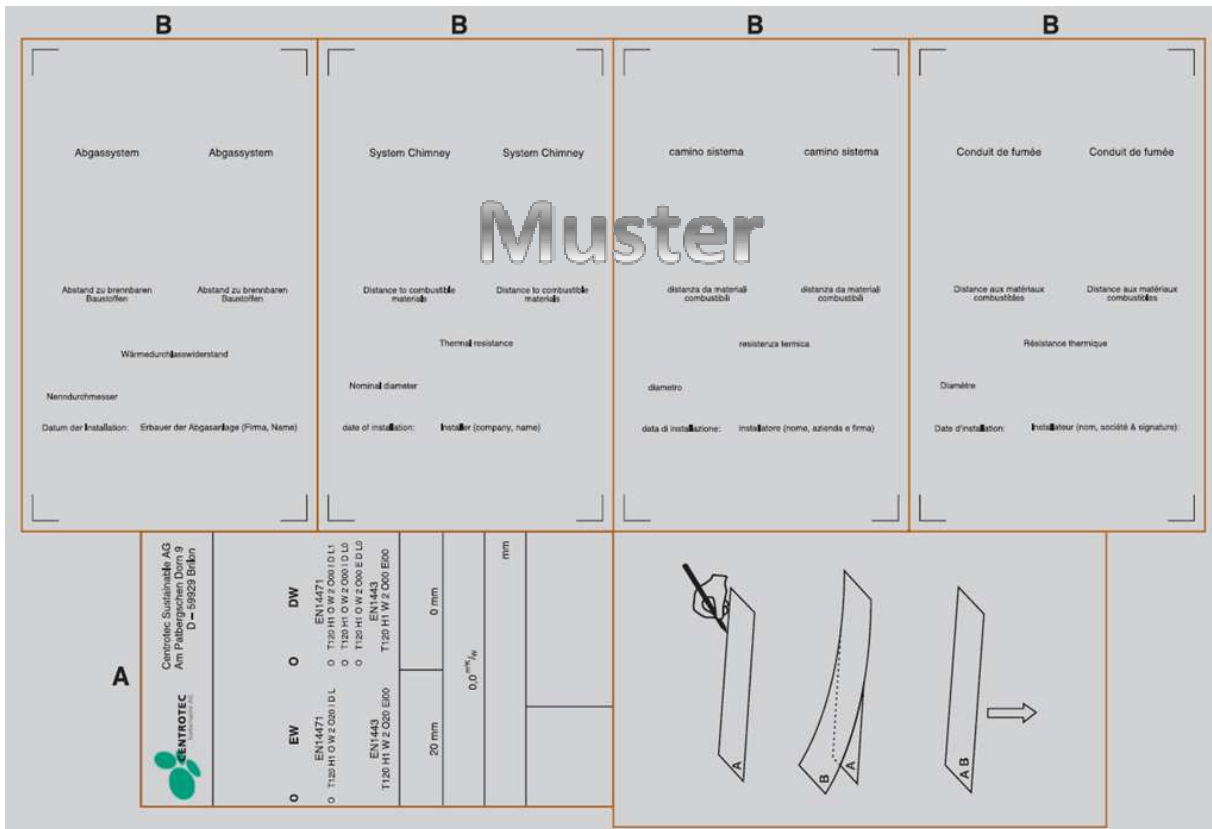 B
B
B
B
Abgassystem
Abgassystem
Abstand zu brennbaren
Baustoffen
Abstand zu brennbaren
Baustoffen
Wärmedurchlasswiderstand
Nenndurchmesser
Datum der Installation:
Erbauer der Abgasanlage (Firma, Name)
System Chimney
System Chimney
Distance to combustible
materials
Distance to combustible
materials
Thermal resistance
Nominal diameter
date of installation:
Installer (company, name)
camino sistema
camino sistema
distanza da materiali
combustibili
distanza da materiali
combustibili
resistenza termica
diametro
data di installazione:
installatore (nome, azienda e firma)
Conduit de fumée
Conduit de fumée
Distance aux matériaux
combustibles
Distance aux matériaux
combustibles
Résistance thermique
Diamètre
Date d'installation:
Installateur (nom, société & signature):
Muster
A
CENTROTEC
Sustainable AG
Centrotec Sustainable AG
Am Patbergschen Dorn 9
D – 59929 Brilon
O EW
EN14471
O T120 H1 O W 2 O20 I D L
EN1443
T120 H1 W 2 O20 Ei00
O DW
EN14471
O T120 H1 O W 2 O00 I D L1
O T120 H1 O W 2 O00 I D L0
O T120 H1 O W 2 O00 E D L0
EN1443
T120 H1 W 2 O00 Ei00
20 mm
0 mm
0,0 m²K/W
mm
A
B
A
A B